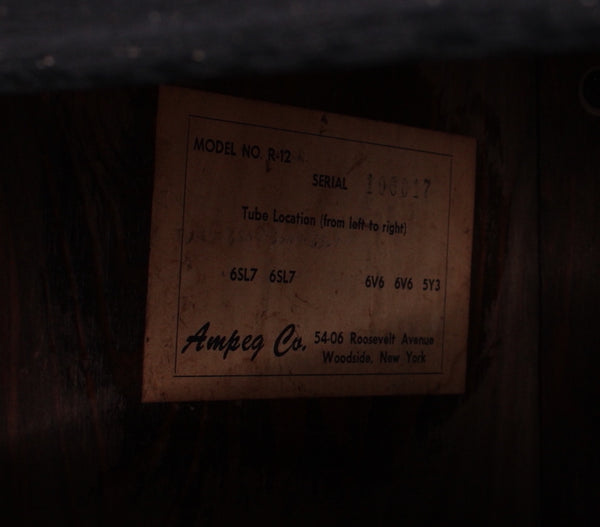 MODEL NO. R-12
SERIAL 106017
Tube Location (from left to right)
6SL7 6SL7 6V6 6V6 5Y3
Ampeg Co. 54-06 Roosevelt Avenue
Woodside, New York